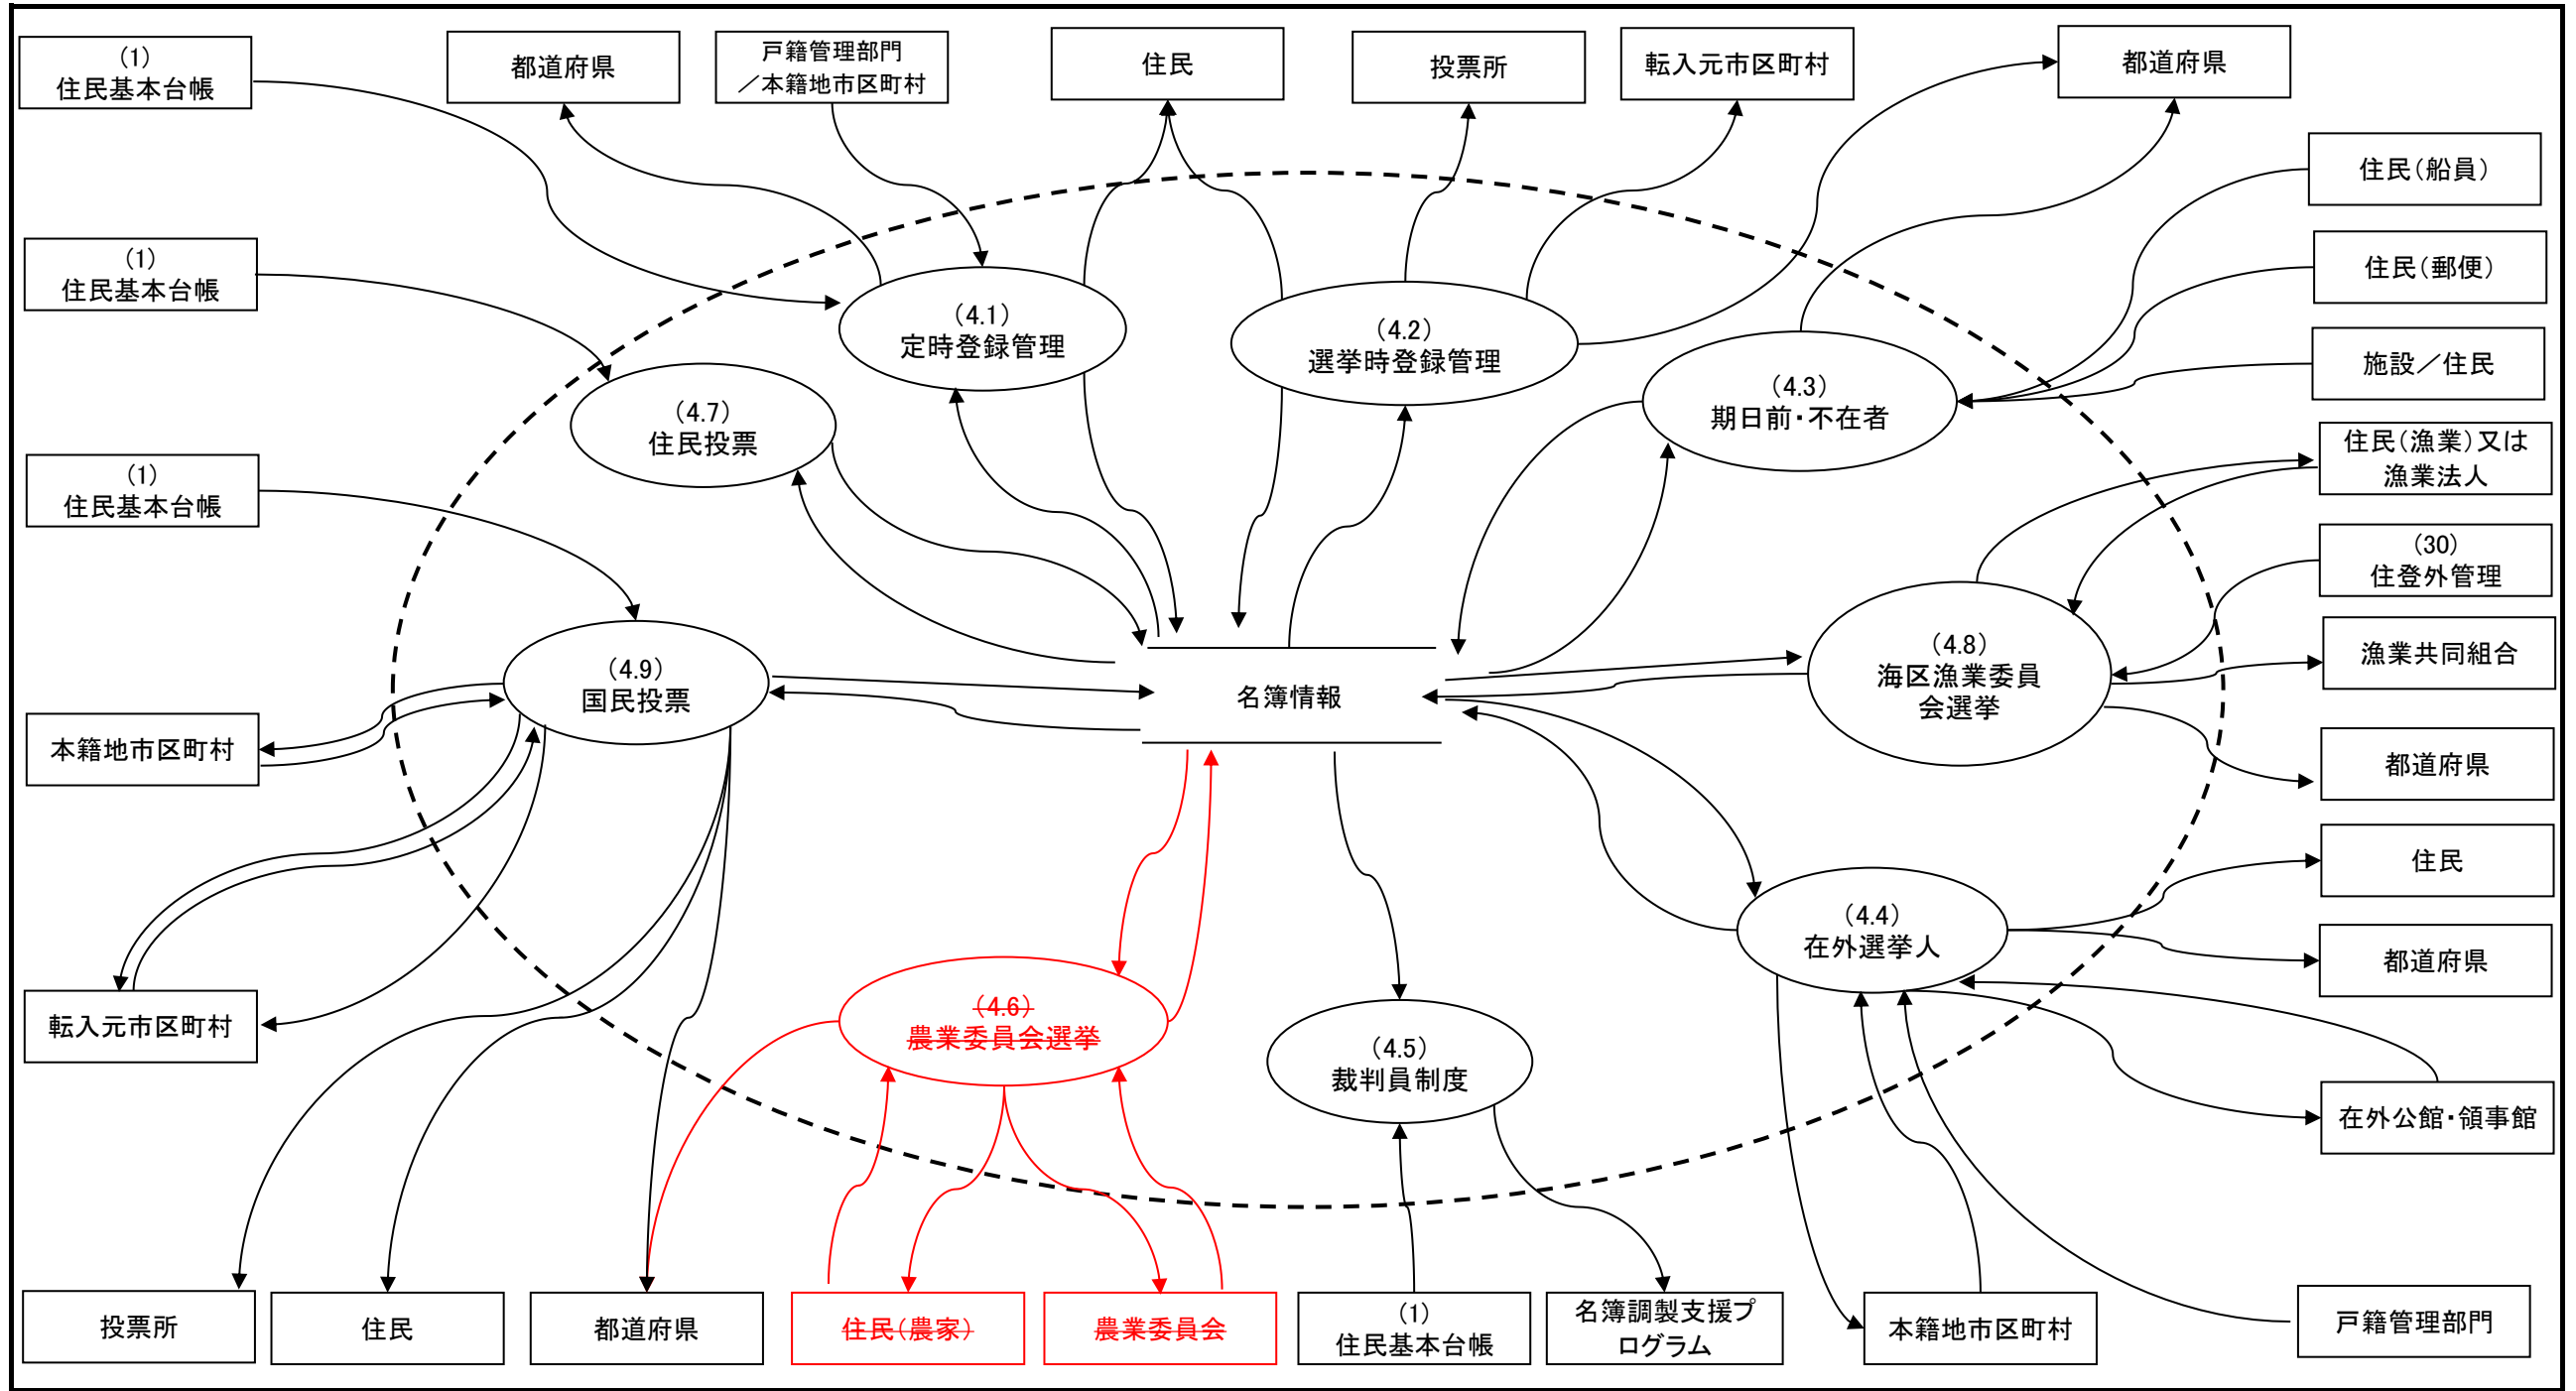 (1)
住民基本台帳
都道府県
戸籍管理部門
／本籍地市区町村
住民
投票所
転入元市区町村
都道府県
住民(船員)
(1)
住民基本台帳
住民(郵便)
(4.1)
定時登録管理
(4.2)
選挙時登録管理
施設／住民
(4.3)
期日前・不在者
(4.7)
住民投票
住民(漁業)又は
漁業法人
(1)
住民基本台帳
(30)
住登外管理
(4.9)
国民投票
名簿情報
(4.8)
海区漁業委員
会選挙
漁業共同組合
本籍地市区町村
都道府県
住民
(4.4)
在外選挙人
都道府県
転入元市区町村
(4.6)
農業委員会選挙
(4.5)
裁判員制度
在外公館・領事館
投票所
住民
都道府県
住民(農家)
農業委員会
(1)
住民基本台帳
名簿調製支援プ
ログラム
本籍地市区町村
戸籍管理部門